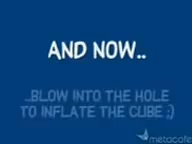 AND NOW..
..BLOW INTO THE HOLE
TO INFLATE THE CUBE ;)
metacafe